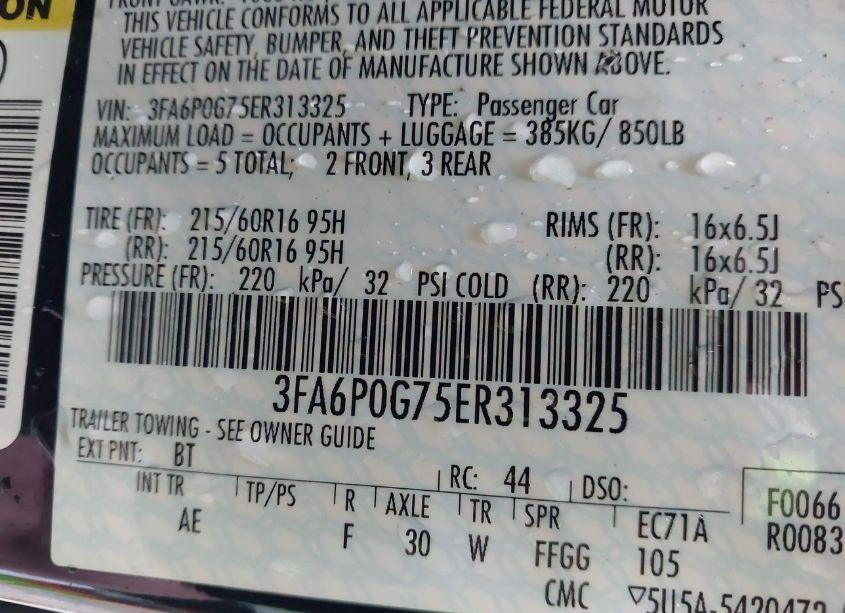 ON
THIS VEHICLE CONFORMS TO ALL APPLICABLE FEDERAL MOTOR
VEHICLE SAFETY, BUMPER, AND THEFT PREVENTION STANDARDS
IN EFFECT ON THE DATE OF MANUFACTURE SHOWN ABOVE.
VIN: 3FA6P0G75ER313325 TYPE: Passenger Car
MAXIMUM LOAD = OCCUPANTS + LUGGAGE = 385KG/ 850LB
OCCUPANTS = 5 TOTAL; 2 FRONT, 3 REAR
TIRE (FR): 215/60R16 95H RIMS (FR): 16x6.5J
(RR): 215/60R16 95H (RR): 16x6.5J
PRESSURE (FR): 220 kPa/ 32 PSI COLD (RR): 220 kPa/ 32 PS
3FA6P0G75ER313325
TRAILER TOWING - SEE OWNER GUIDE
EXT PNT: BT RC: 44 DSO: F0066
INT TR TP/PS R AXLE TR SPR EC71A R0083
AE F 30 W FFGG 105
CMC ▽5U5A-5420472